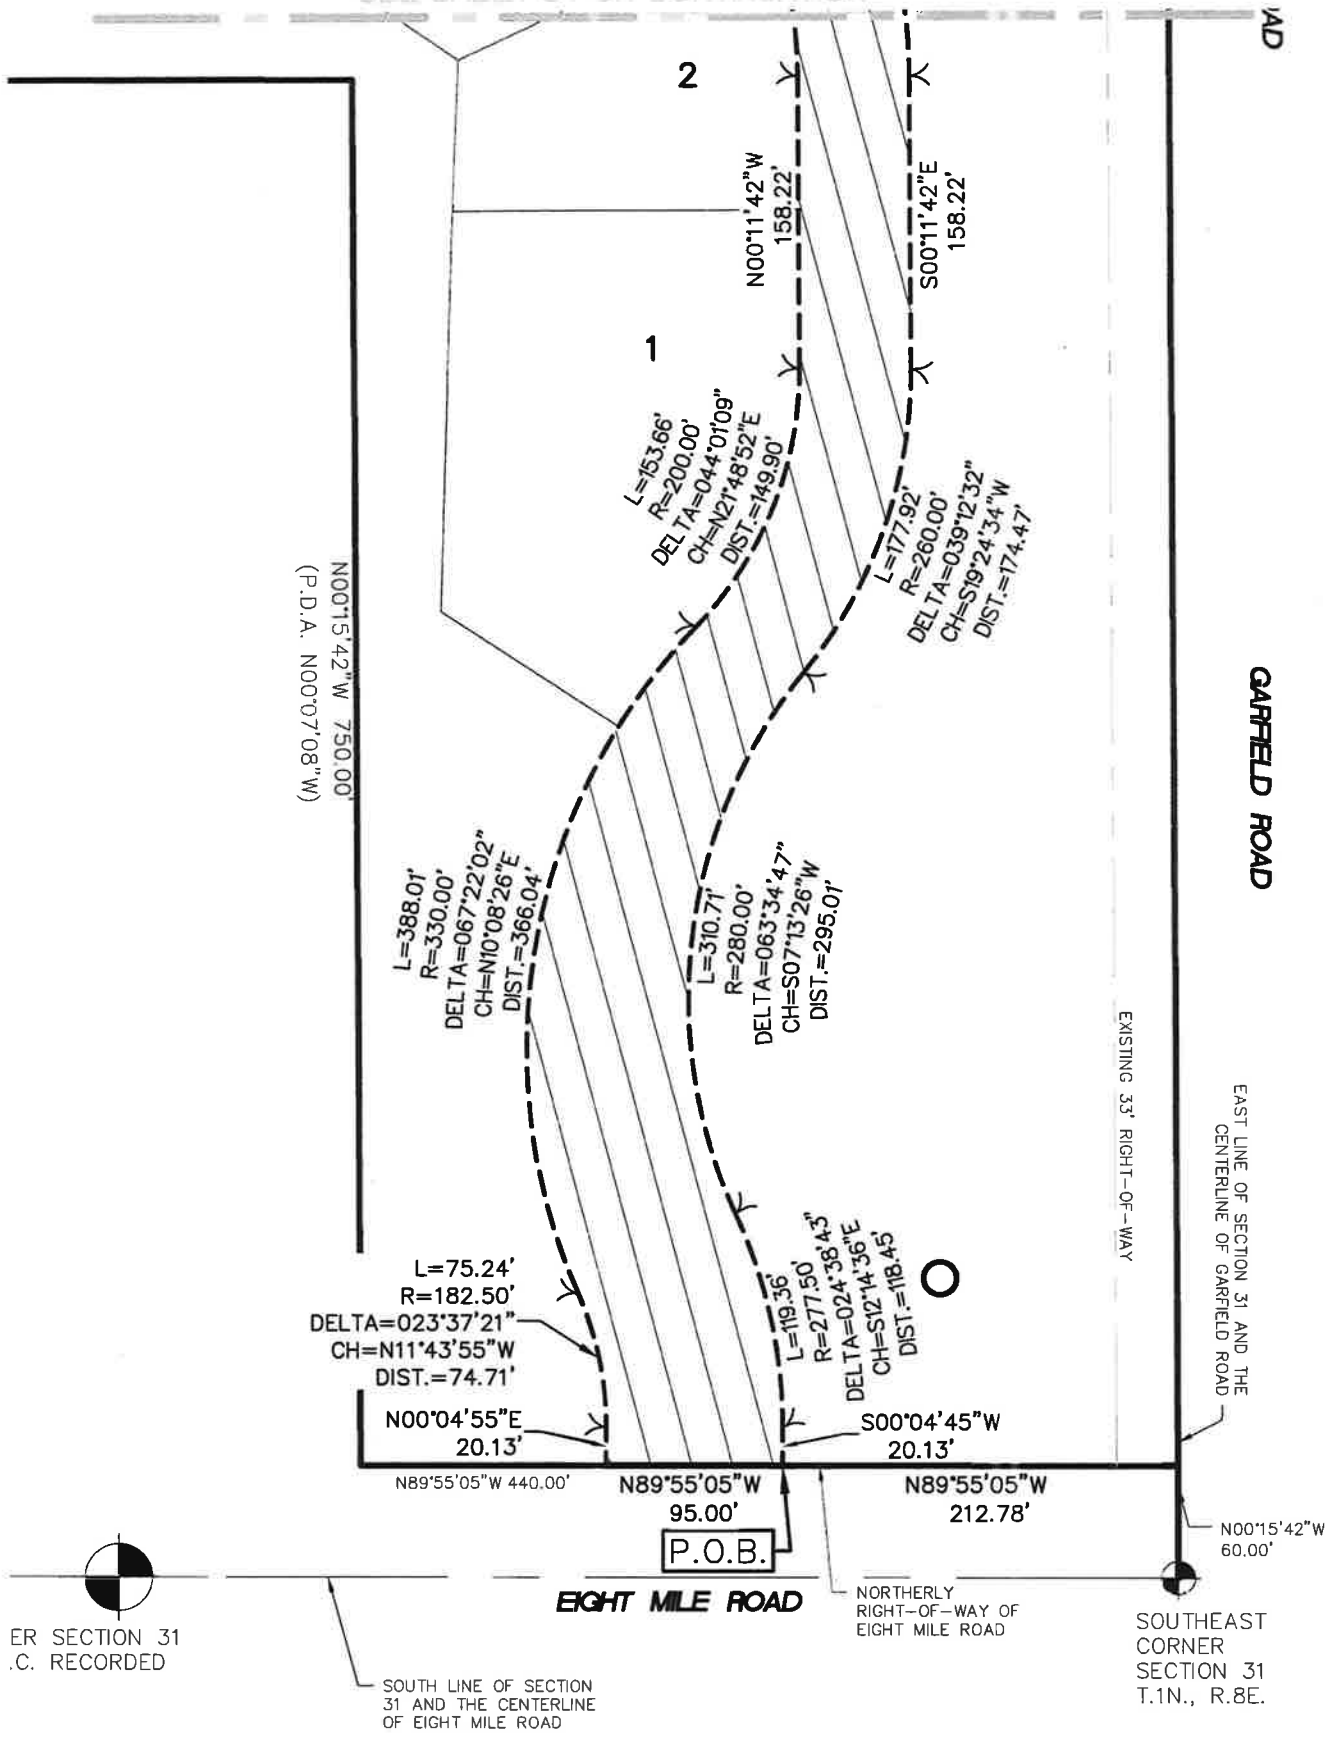 AD
2
N00°11'42"W
158.22'
S00°11'42"E
158.22'
1
L=153.66'
R=200.00'
DELTA=044°01'09"
CH=N21°48'52"E
DIST.=149.90'
L=177.92'
R=260.00'
DELTA=039°12'32"
CH=S19°24'34"W
DIST.=174.47'
N00°15'42"W 750.00'
(P.D.A. N00°07'08"W)
GARFIELD ROAD
L=388.01'
R=330.00'
DELTA=067°22'02"
CH=N10°08'26"E
DIST.=366.04'
L=310.71'
R=280.00'
DELTA=063°34'47"
CH=S07°13'26"W
DIST.=295.01'
EXISTING 33' RIGHT-OF-WAY
EAST LINE OF SECTION 31 AND THE
CENTERLINE OF GARFIELD ROAD
L=75.24'
R=182.50'
DELTA=023°37'21"
CH=N11°43'55"W
DIST.=74.71'
L=119.36'
R=277.50'
DELTA=024°38'43"
CH=S12°14'36"E
DIST.=118.45'
N00°04'55"E
20.13'
S00°04'45"W
20.13'
N89°55'05"W 440.00'
N89°55'05"W
95.00'
N89°55'05"W
212.78'
N00°15'42"W
60.00'
P.O.B.
EIGHT MILE ROAD
NORTHERLY
RIGHT-OF-WAY OF
EIGHT MILE ROAD
SOUTHEAST
CORNER
SECTION 31
T.1N., R.8E.
ER SECTION 31
.C. RECORDED
SOUTH LINE OF SECTION
31 AND THE CENTERLINE
OF EIGHT MILE ROAD